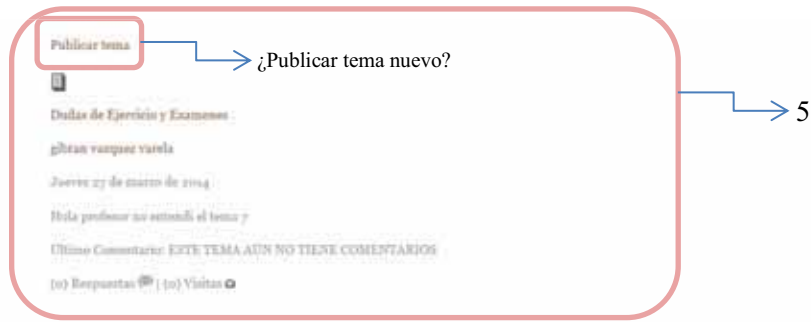 Publicar tema
¿Publicar tema nuevo?
5
Dudas de Ejercicio y Examenes
gibran vazquez varela
Jueves 27 de marzo de 2014
Hola profesor no entendi el tema 7
Ultimo Comentario: ESTE TEMA AUN NO TIENE COMENTARIOS
(0) Respuestas | (0) Visitas